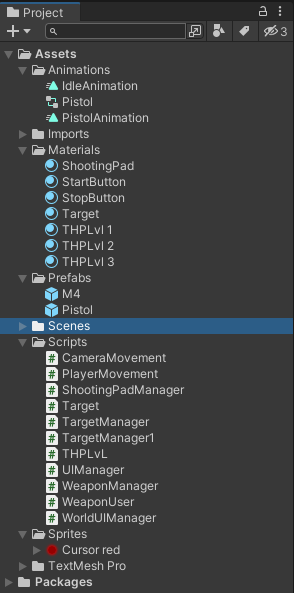 Project
3
Assets
Animations
IdleAnimation
Pistol
PistolAnimation
Imports
Materials
ShootingPad
StartButton
StopButton
Target
THPLvl 1
THPLvl 2
THPLvl 3
Prefabs
M4
Pistol
Scenes
Scripts
CameraMovement
PlayerMovement
ShootingPadManager
Target
TargetManager
TargetManager1
THPLvL
UIManager
WeaponManager
WeaponUser
WorldUIManager
Sprites
Cursor red
TextMesh Pro
Packages